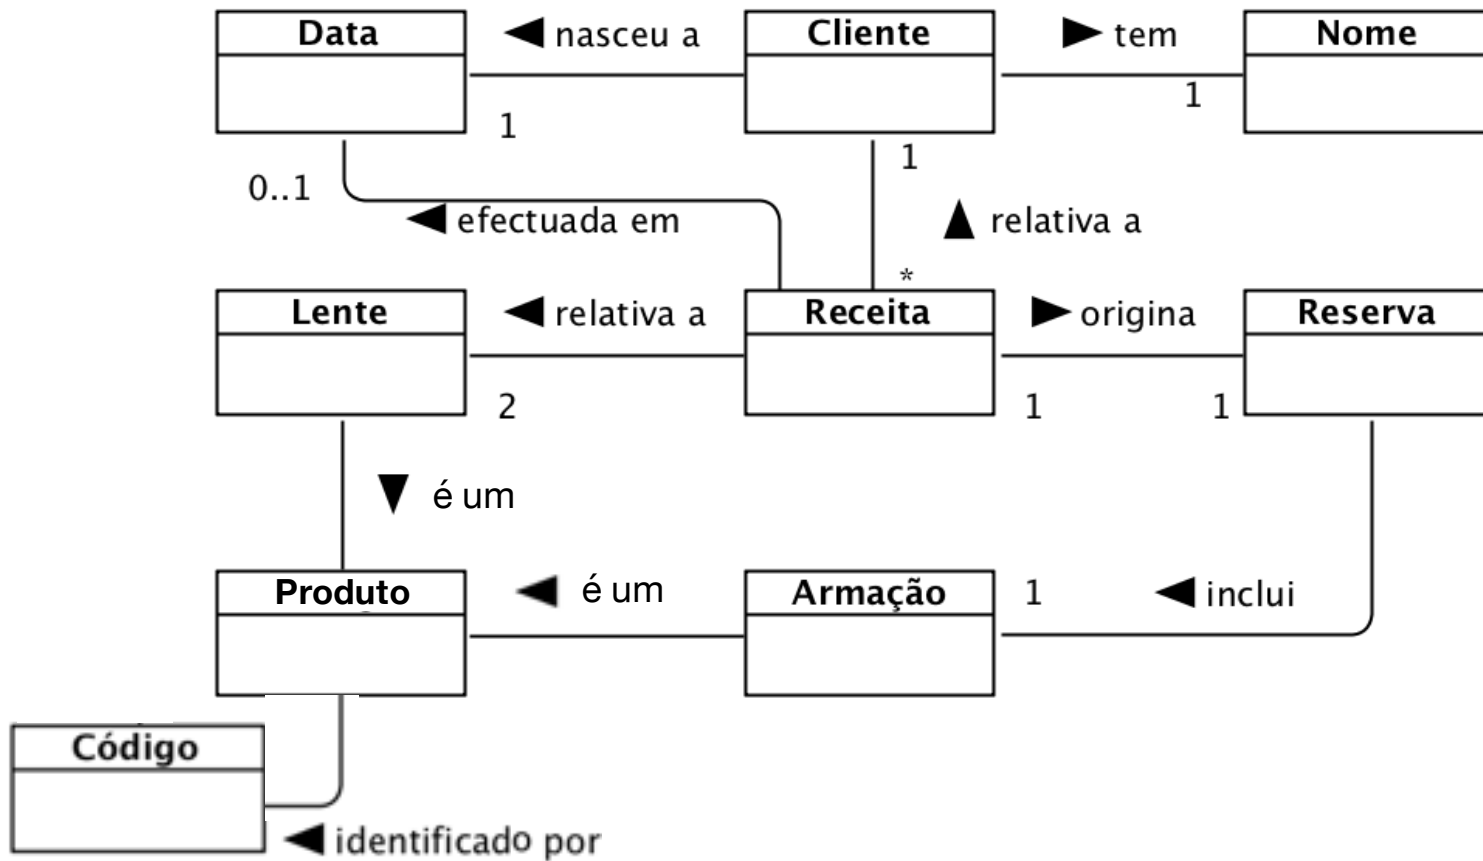 Data
nasceu a
Cliente
tem
Nome
1
1
1
0..1
efectuada em
relativa a
*
Lente
relativa a
Receita
origina
Reserva
2
1
1
é um
Produto
é um
Armação
1
inclui
Código
identificado por